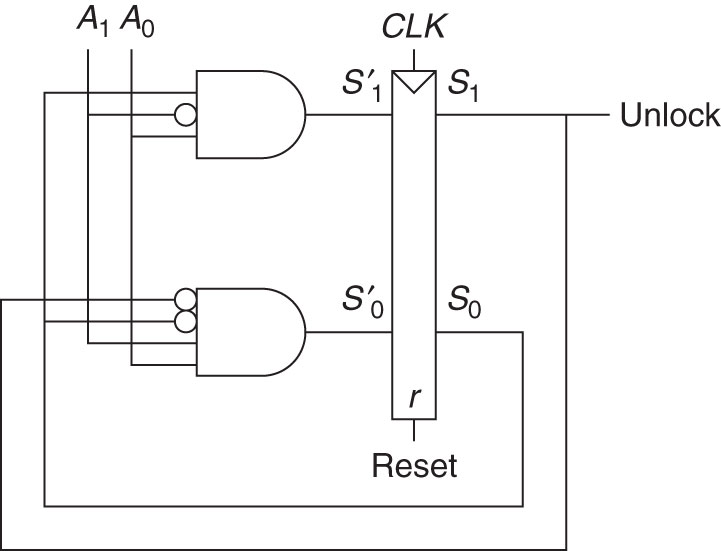 A₁ A₀
CLK
S′₁
S₁
Unlock
S′₀
S₀
r
Reset